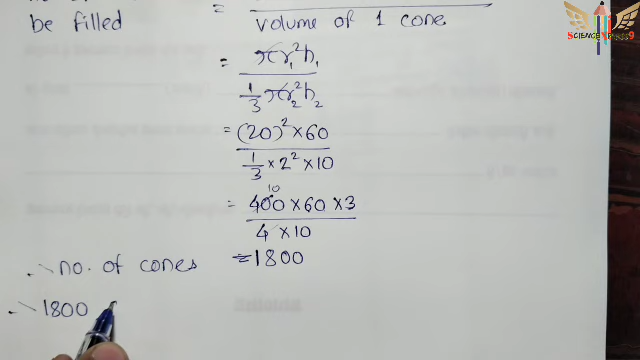 be filled = volume of 1 cone
= πr₁²h₁
1/3 πr₂²h₂
= (20)² × 60
1/3 × 2² × 10
10
= 400 × 60 × 3
4 × 10
∴ no. of cones = 1800
∴ 1800